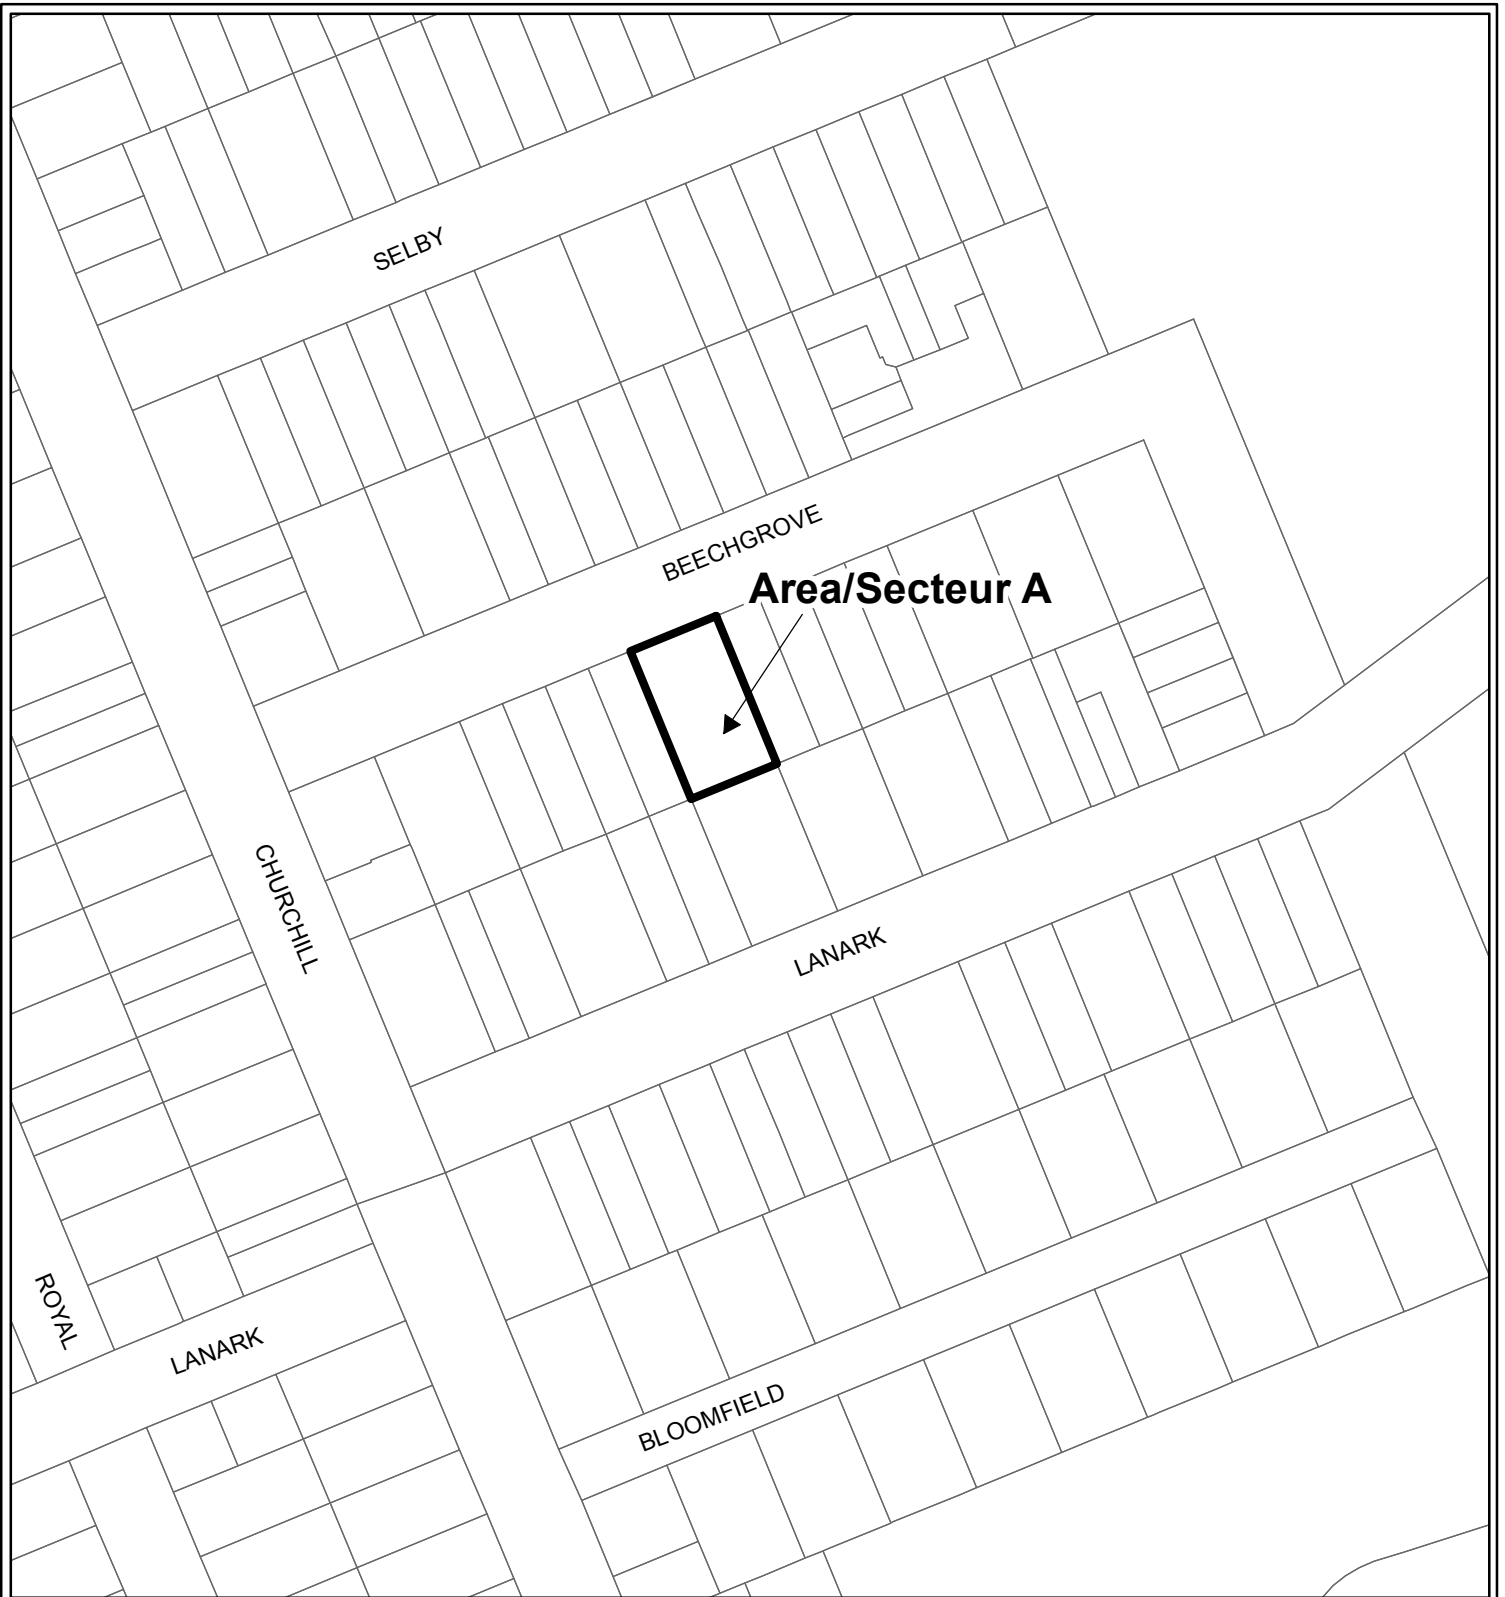 SELBY
BEECHGROVE
Area/Secteur A
CHURCHILL
LANARK
ROYAL
LANARK
BLOOMFIELD